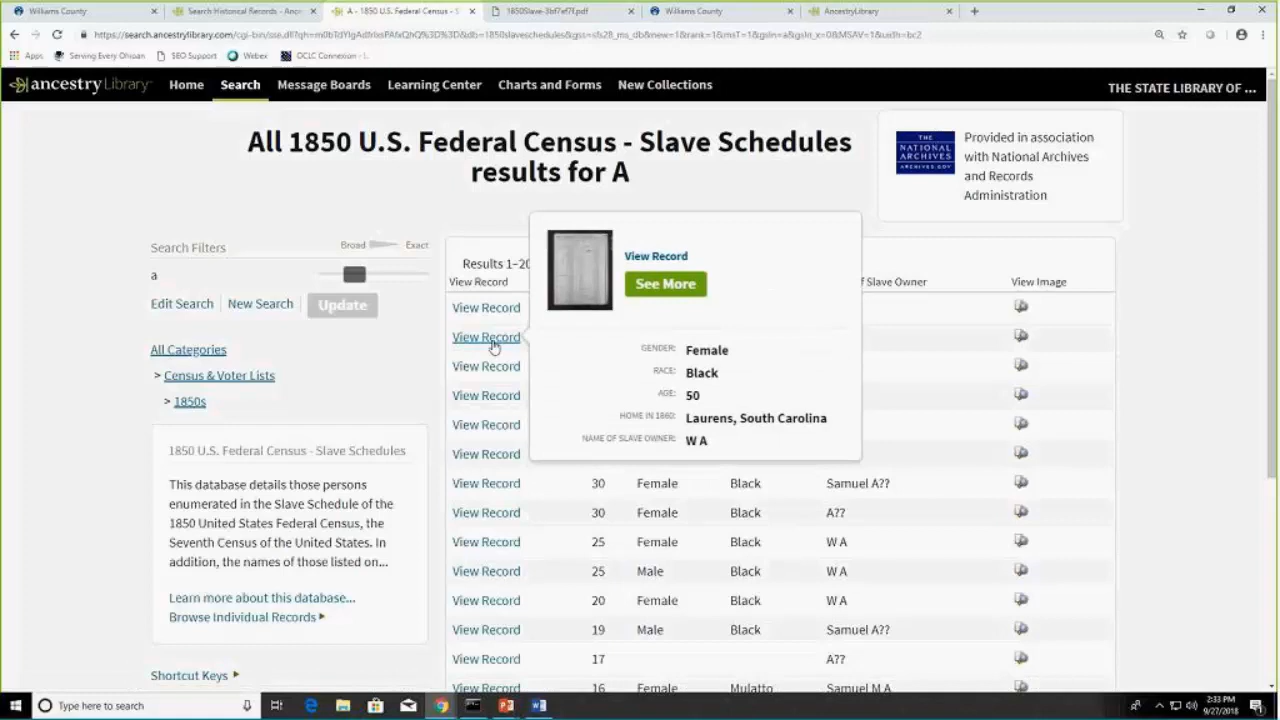 Williams County
Search Historical Records - Ance
A - 1850 U.S. Federal Census - S
Williams County
AncestryLibrary
Apps
Serving Every Ohioan
SEO Support
Webex
OCLC Connexion
ancestryLibrary
Home
Search
Message Boards
Learning Center
Charts and Forms
New Collections
THE STATE LIBRARY OF ...
All 1850 U.S. Federal Census - Slave Schedules
results for A
THE
NATIONAL
ARCHIVES
ARCHIVES.GOV
Provided in association
with National Archives
and Records
Administration
Search Filters
Broad
Exact
a
Edit Search
New Search
Update
All Categories
> Census & Voter Lists
> 1850s
1850 U.S. Federal Census - Slave Schedules
This database details those persons
enumerated in the Slave Schedule of the
1850 United States Federal Census, the
Seventh Census of the United States. In
addition, the names of those listed on...
Learn more about this database...
Browse Individual Records
Shortcut Keys
Results 1–20
View Record
f Slave Owner
View Image
View Record
View Record
View Record
View Record
View Record
View Record
View Record 30 Female Black Samuel A??
View Record 30 Female Black A??
View Record 25 Female Black W A
View Record 25 Male Black W A
View Record 20 Female Black W A
View Record 19 Male Black Samuel A??
View Record 17 A??
View Record 16 Female Mulatto Samuel M A
View Record
See More
GENDER: Female
RACE: Black
AGE: 50
HOME IN 1860: Laurens, South Carolina
NAME OF SLAVE OWNER: W A
Type here to search
2:33 PM
9/27/2018